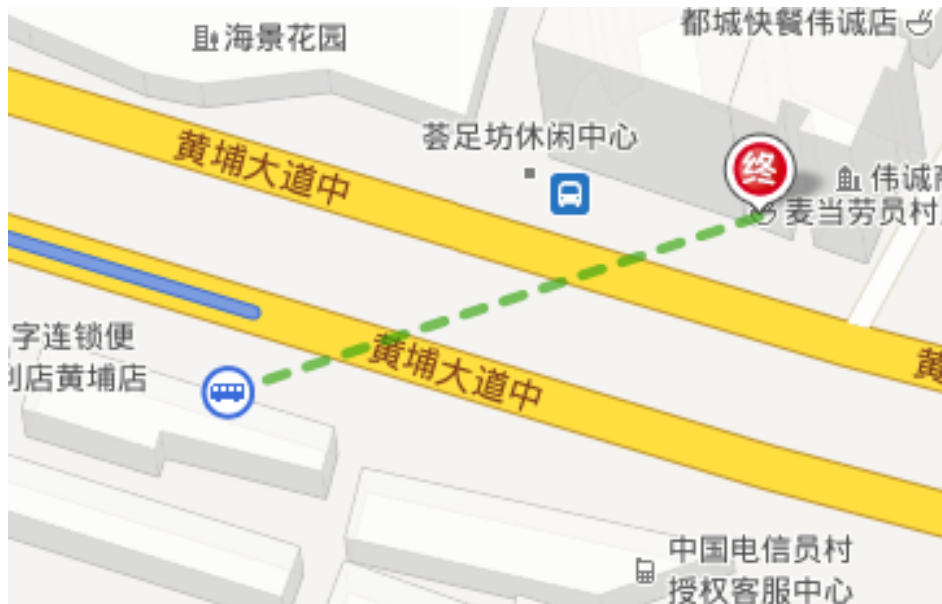 都城快餐伟诚店
海景花园
荟足坊休闲中心
黄埔大道中
终
伟诚
麦当劳员村
字连锁便
利店黄埔店
黄埔大道中
黄
中国电信员村
授权客服中心